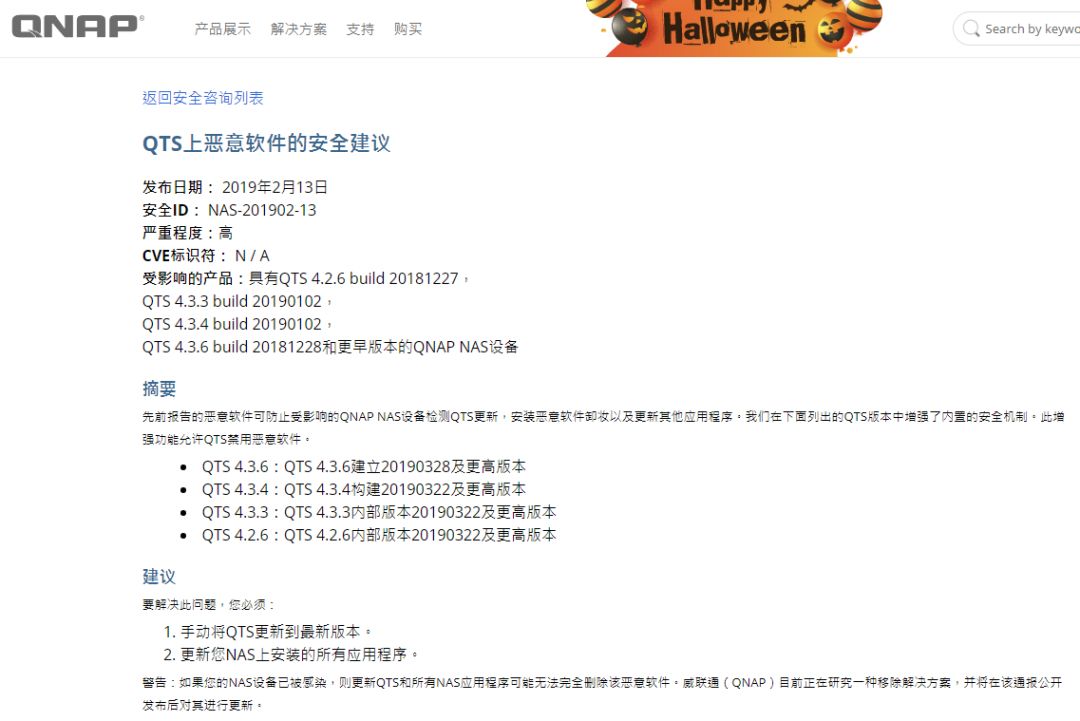 QNAP®
产品展示 解决方案 支持 购买
Happy
Halloween
Search by keywo
返回安全咨询列表
QTS上恶意软件的安全建议
发布日期： 2019年2月13日
安全ID： NAS-201902-13
严重程度：高
CVE标识符： N / A
受影响的产品：具有QTS 4.2.6 build 20181227，
QTS 4.3.3 build 20190102，
QTS 4.3.4 build 20190102，
QTS 4.3.6 build 20181228和更早版本的QNAP NAS设备
摘要
先前报告的恶意软件可防止受影响的QNAP NAS设备检测QTS更新，安装恶意软件卸妆以及更新其他应用程序。我们在下面列出的QTS版本中增强了内置的安全机制。此增
强功能允许QTS禁用恶意软件。
• QTS 4.3.6：QTS 4.3.6建立20190328及更高版本
• QTS 4.3.4：QTS 4.3.4构建20190322及更高版本
• QTS 4.3.3：QTS 4.3.3内部版本20190322及更高版本
• QTS 4.2.6：QTS 4.2.6内部版本20190322及更高版本
建议
要解决此问题，您必须：
1. 手动将QTS更新到最新版本。
2. 更新您NAS上安装的所有应用程序。
警告：如果您的NAS设备已被感染，则更新QTS和所有NAS应用程序可能无法完全删除该恶意软件。威联通（QNAP）目前正在研究一种移除解决方案，并将在该通报公开
发布后对其进行更新。